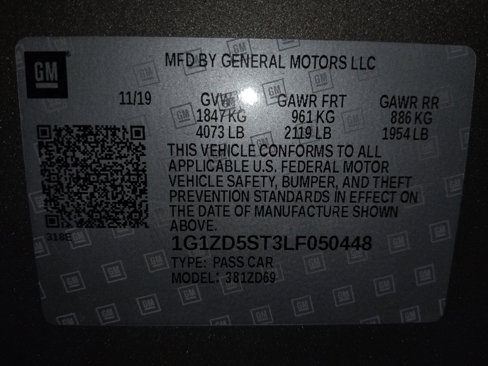 GM
MFD BY GENERAL MOTORS LLC
11/19 GVWR GAWR FRT GAWR RR
1847 KG 961 KG 886 KG
4073 LB 2119 LB 1954 LB
THIS VEHICLE CONFORMS TO ALL
APPLICABLE U.S. FEDERAL MOTOR
VEHICLE SAFETY, BUMPER, AND THEFT
PREVENTION STANDARDS IN EFFECT ON
THE DATE OF MANUFACTURE SHOWN
ABOVE.
318E
1G1ZD5ST3LF050448
TYPE: PASS CAR
MODEL: 381ZD69